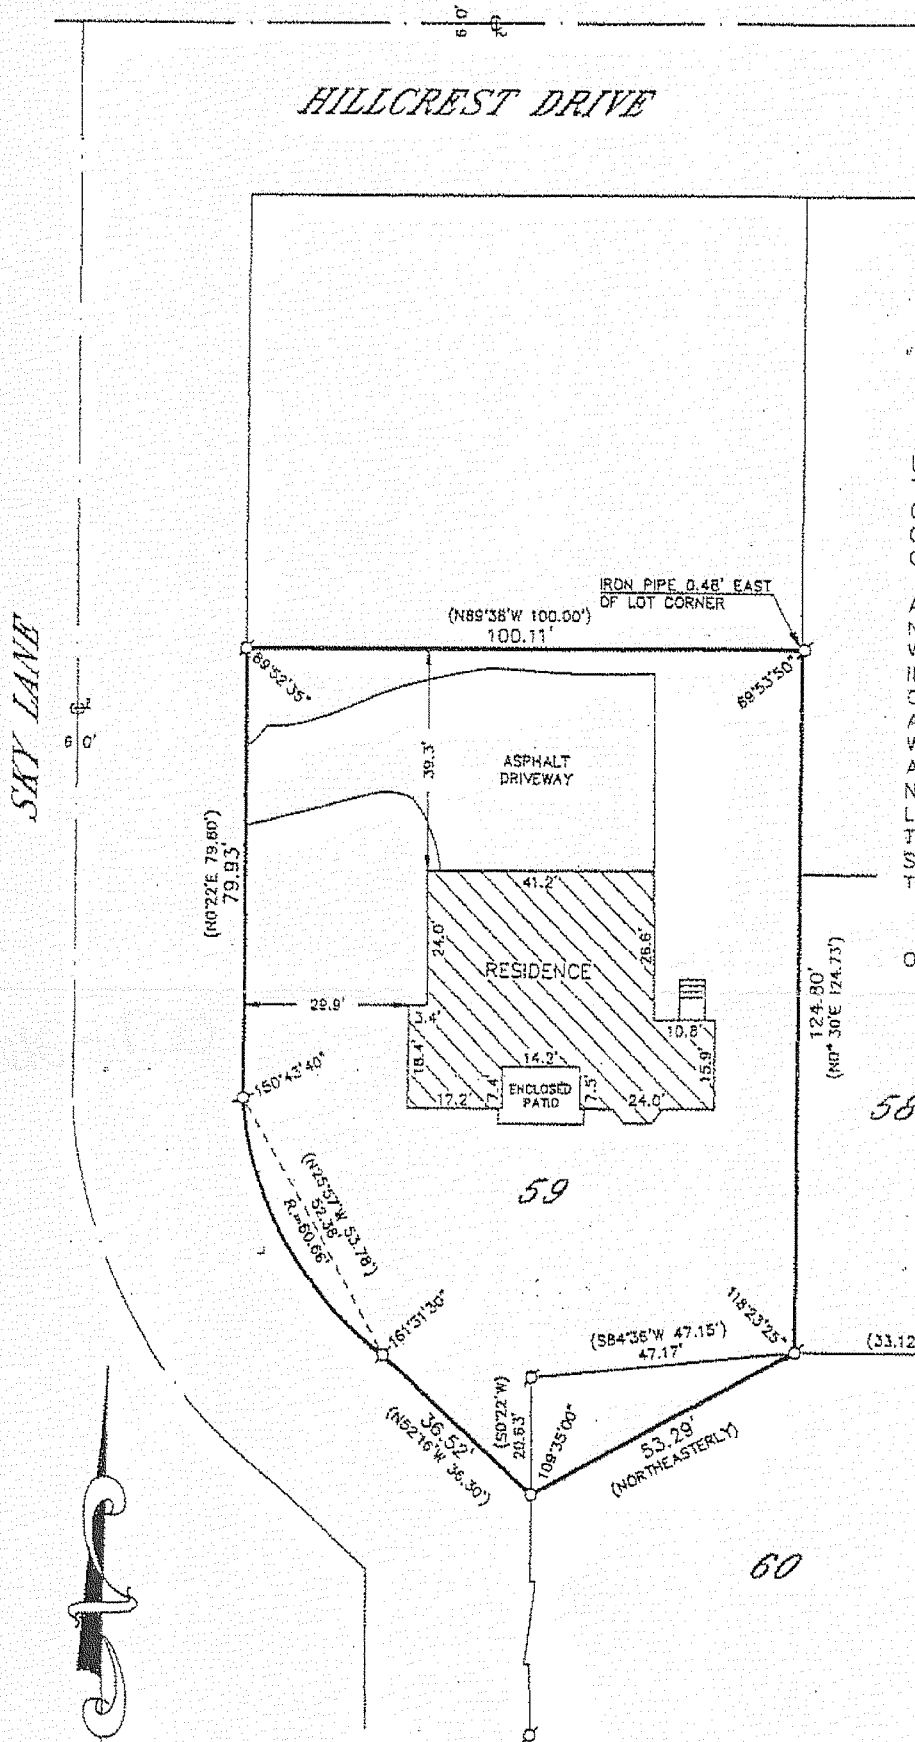 60'
HILLCREST DRIVE
SKY LANE
60'
IRON PIPE 0.48' EAST
OF LOT CORNER
(N89°38'W 100.00')
100.11'
89°52'35"
89°53'50"
39.3'
ASPHALT
DRIVEWAY
(N0°22'E 79.80')
79.93'
41.2'
24.0'
26.6'
RESIDENCE
29.9'
3.4'
18.4'
17.2'
14.2'
7.4'
ENCLOSED
PATIO
7.5'
24.0'
10.8'
15.9'
124.80'
(N0° 30'E 124.73')
58
150°43'40"
59
(N25°57'W 53.78')
52.38'
R.=60.66'
161°31'30"
118°23'25"
(S84°36'W 47.15')
47.17'
(33.12
(S0°22'W)
20.63'
109°35'00"
36.52'
(N52°16'W 36.30')
53.29'
(NORTHEASTERLY)
60